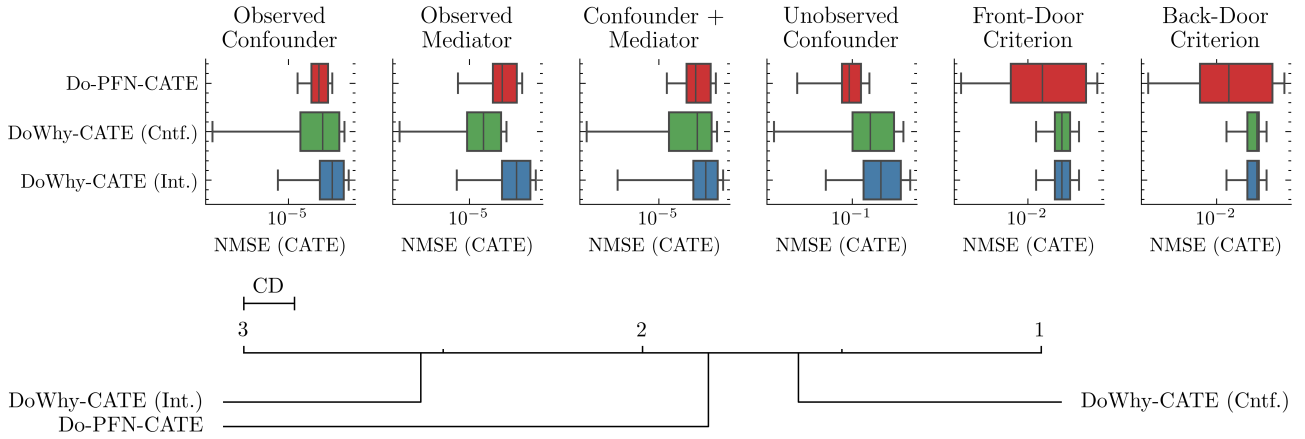 Observed Confounder
Observed Mediator
Confounder + Mediator
Unobserved Confounder
Front-Door Criterion
Back-Door Criterion
Do-PFN-CATE
DoWhy-CATE (Cntf.)
DoWhy-CATE (Int.)
10⁻⁵ 10⁻⁵ 10⁻⁵ 10⁻¹ 10⁻² 10⁻²
NMSE (CATE) NMSE (CATE) NMSE (CATE) NMSE (CATE) NMSE (CATE) NMSE (CATE)
CD
3 2 1
DoWhy-CATE (Int.) DoWhy-CATE (Cntf.)
Do-PFN-CATE